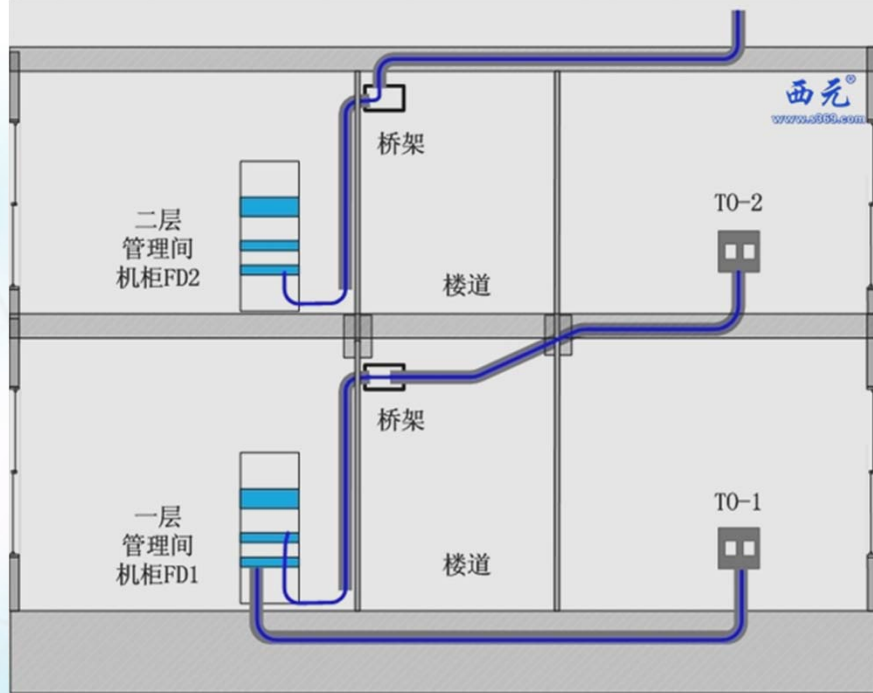 西元®
www.s369.com
桥架
二层
管理间
机柜FD2
TO-2
楼道
桥架
一层
管理间
机柜FD1
TO-1
楼道